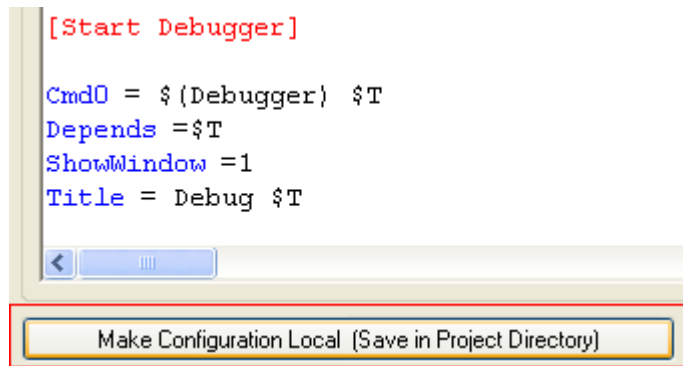 [Start Debugger]
Cmd0 = $(Debugger) $T
Depends =$T
ShowWindow =1
Title = Debug $T
Make Configuration Local (Save in Project Directory)